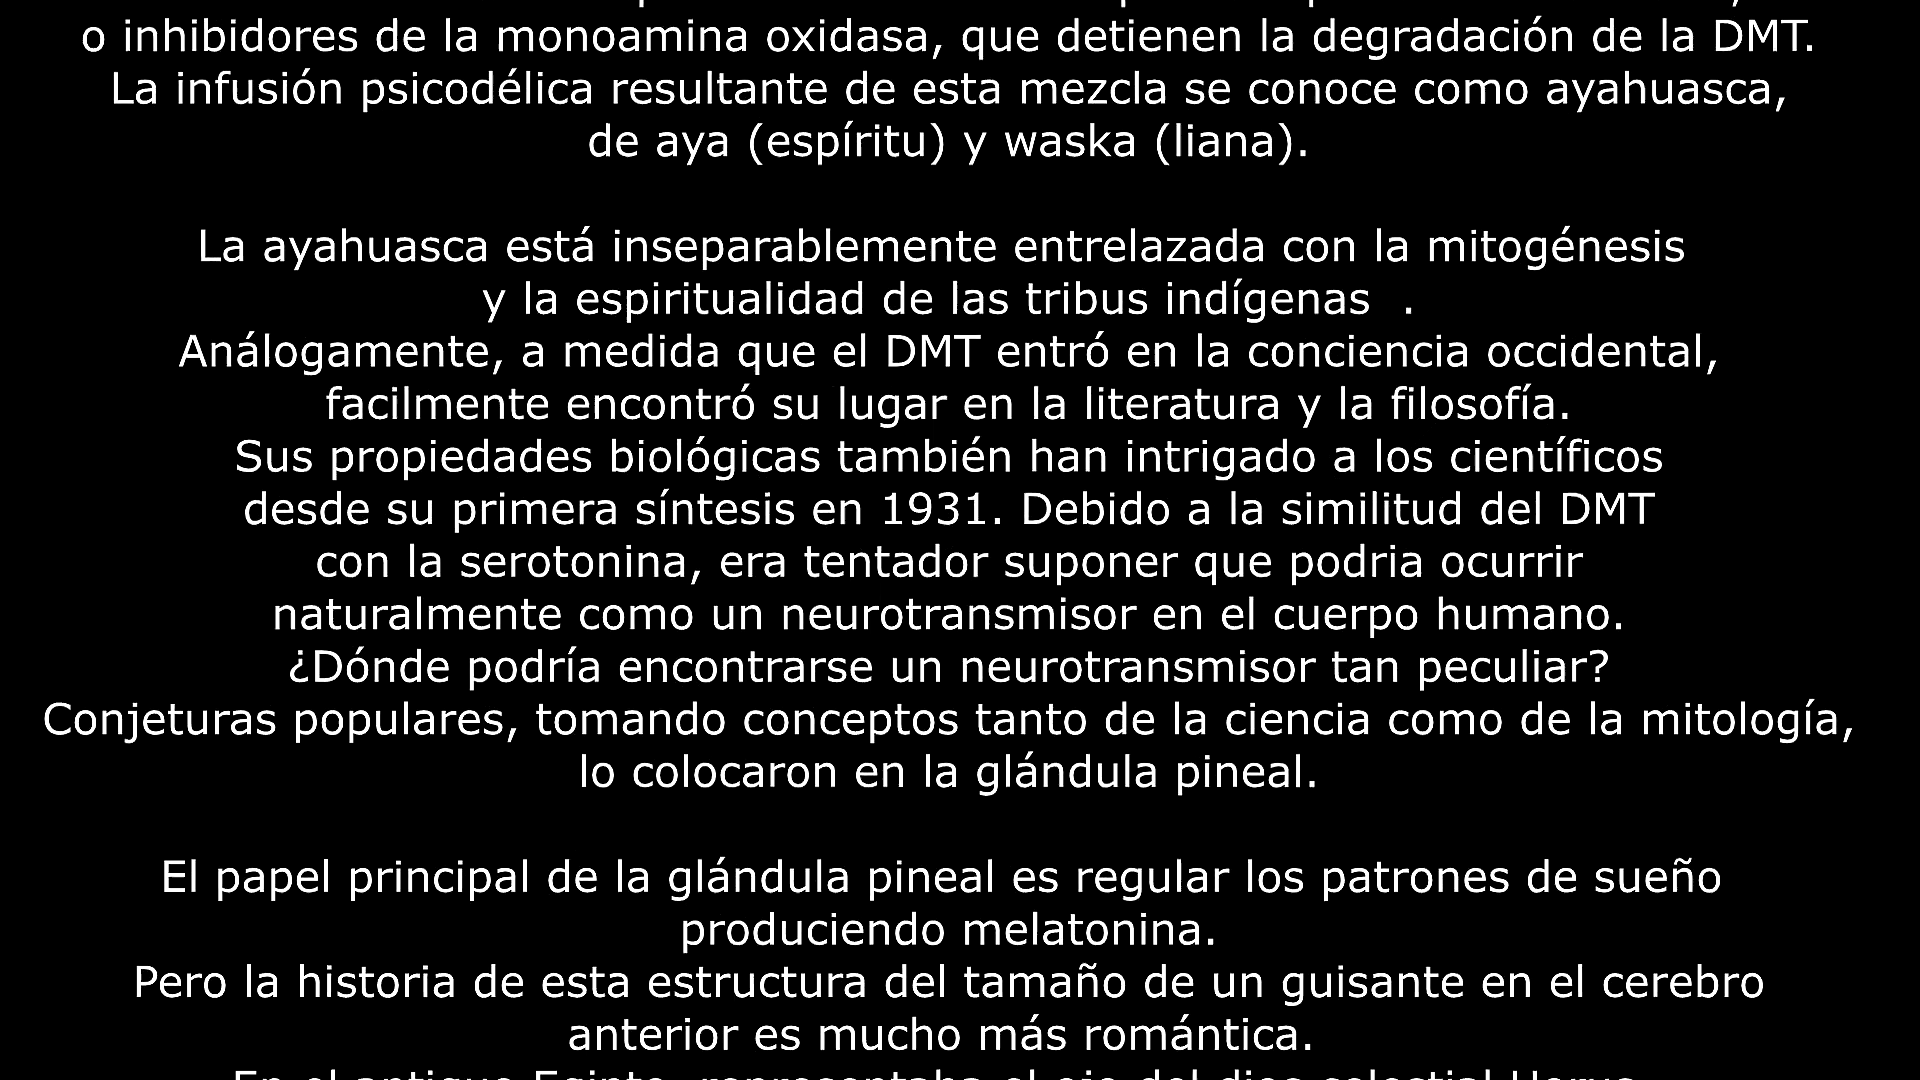 o inhibidores de la monoamina oxidasa, que detienen la degradación de la DMT.
La infusión psicodélica resultante de esta mezcla se conoce como ayahuasca,
de aya (espíritu) y waska (liana).
La ayahuasca está inseparablemente entrelazada con la mitogénesis
y la espiritualidad de las tribus indígenas .
Análogamente, a medida que el DMT entró en la conciencia occidental,
facilmente encontró su lugar en la literatura y la filosofía.
Sus propiedades biológicas también han intrigado a los científicos
desde su primera síntesis en 1931. Debido a la similitud del DMT
con la serotonina, era tentador suponer que podria ocurrir
naturalmente como un neurotransmisor en el cuerpo humano.
¿Dónde podría encontrarse un neurotransmisor tan peculiar?
Conjeturas populares, tomando conceptos tanto de la ciencia como de la mitología,
lo colocaron en la glándula pineal.
El papel principal de la glándula pineal es regular los patrones de sueño
produciendo melatonina.
Pero la historia de esta estructura del tamaño de un guisante en el cerebro
anterior es mucho más romántica.